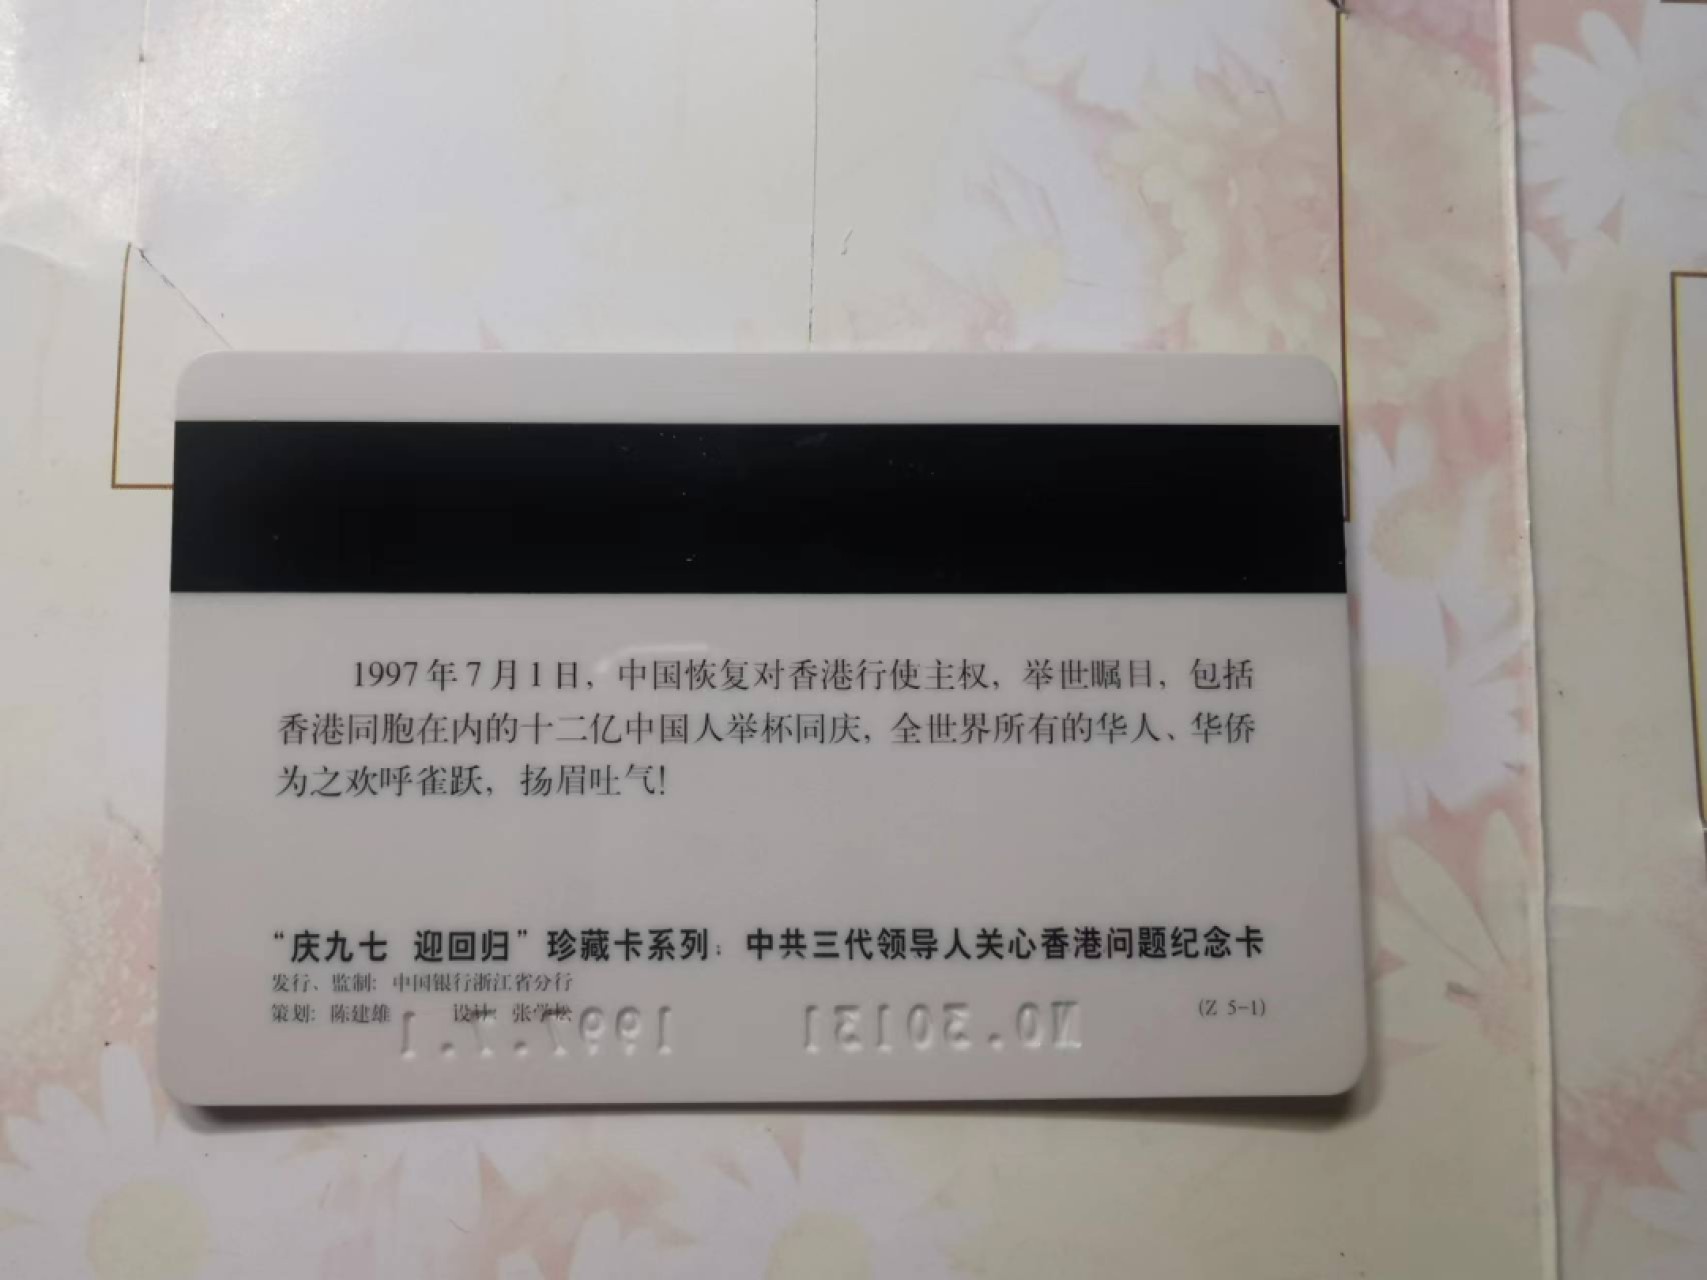 1997年7月1日，中国恢复对香港行使主权，举世瞩目，包括
香港同胞在内的十二亿中国人举杯同庆，全世界所有的华人、华侨
为之欢呼雀跃，扬眉吐气！
“庆九七 迎回归”珍藏卡系列：中共三代领导人关心香港问题纪念卡
发行、监制：中国银行浙江省分行
策划：陈建雄 设计：张学松 (Z 5-1)
1997.7.1 NO.30131